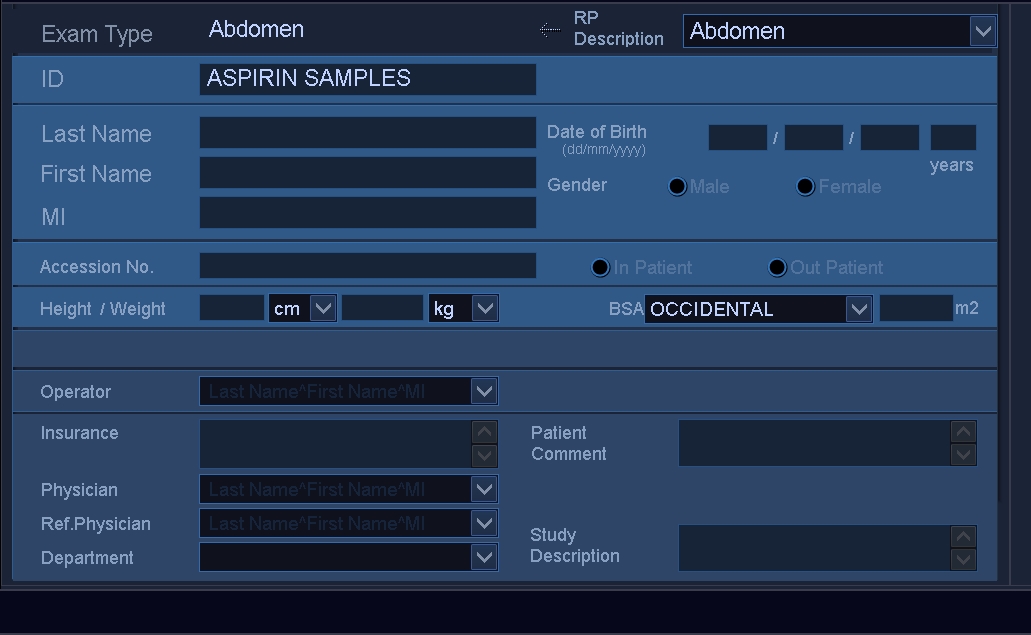 Exam Type Abdomen RP Description Abdomen
ID ASPIRIN SAMPLES
Last Name Date of Birth / /
(dd/mm/yyyy)
First Name years
Gender Male Female
MI
Accession No. In Patient Out Patient
Height / Weight cm kg BSA OCCIDENTAL m2
Operator Last Name^First Name^MI
Insurance Patient Comment
Physician Last Name^First Name^MI
Ref.Physician Last Name^First Name^MI
Study Description
Department